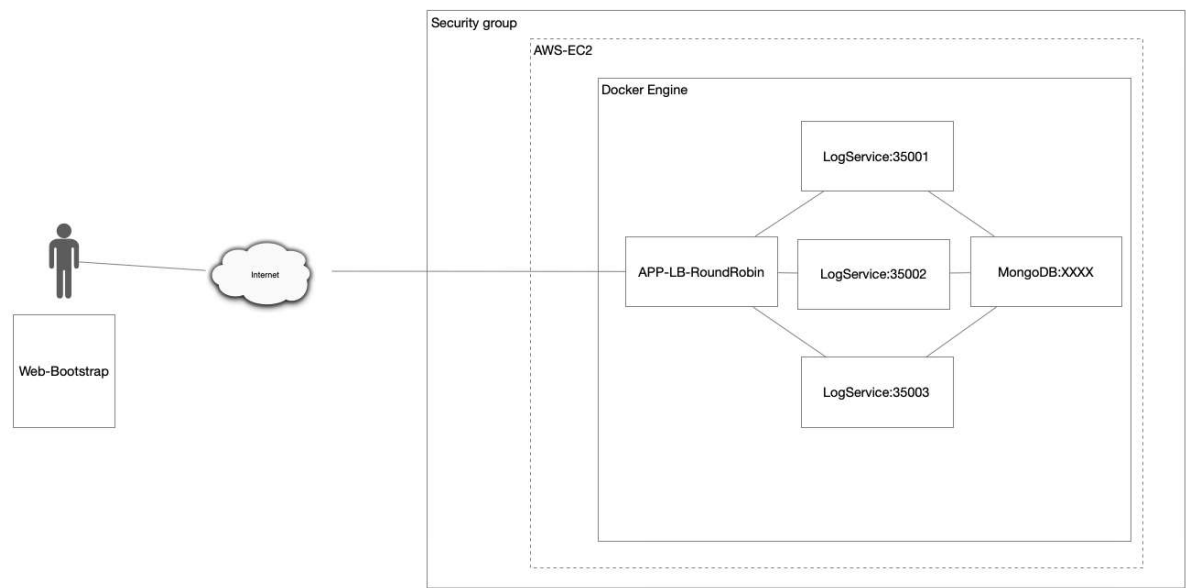 Security group
AWS-EC2
Docker Engine
LogService:35001
Internet
APP-LB-RoundRobin
LogService:35002
MongoDB:XXXX
Web-Bootstrap
LogService:35003